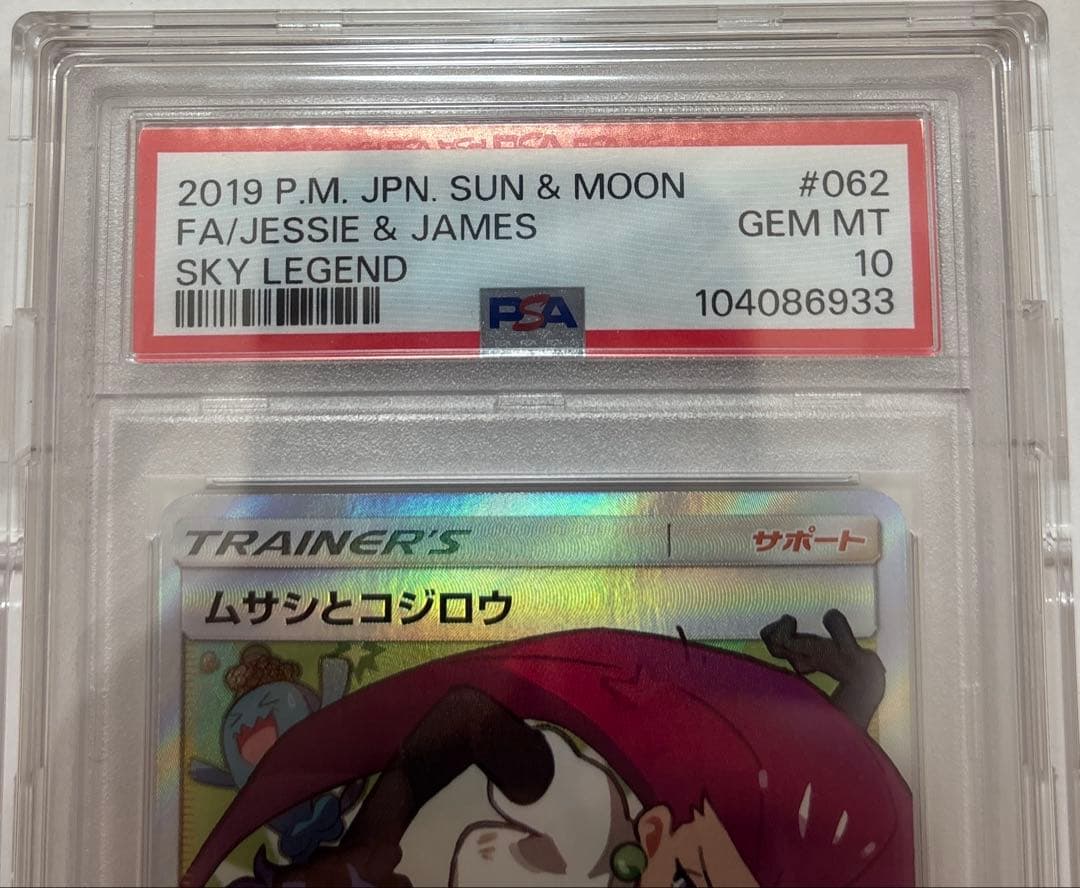 2019 P.M. JPN. SUN & MOON #062
FA/JESSIE & JAMES GEM MT
SKY LEGEND 10
PSA 104086933
TRAINER'S サポート
ムサシとコジロウ